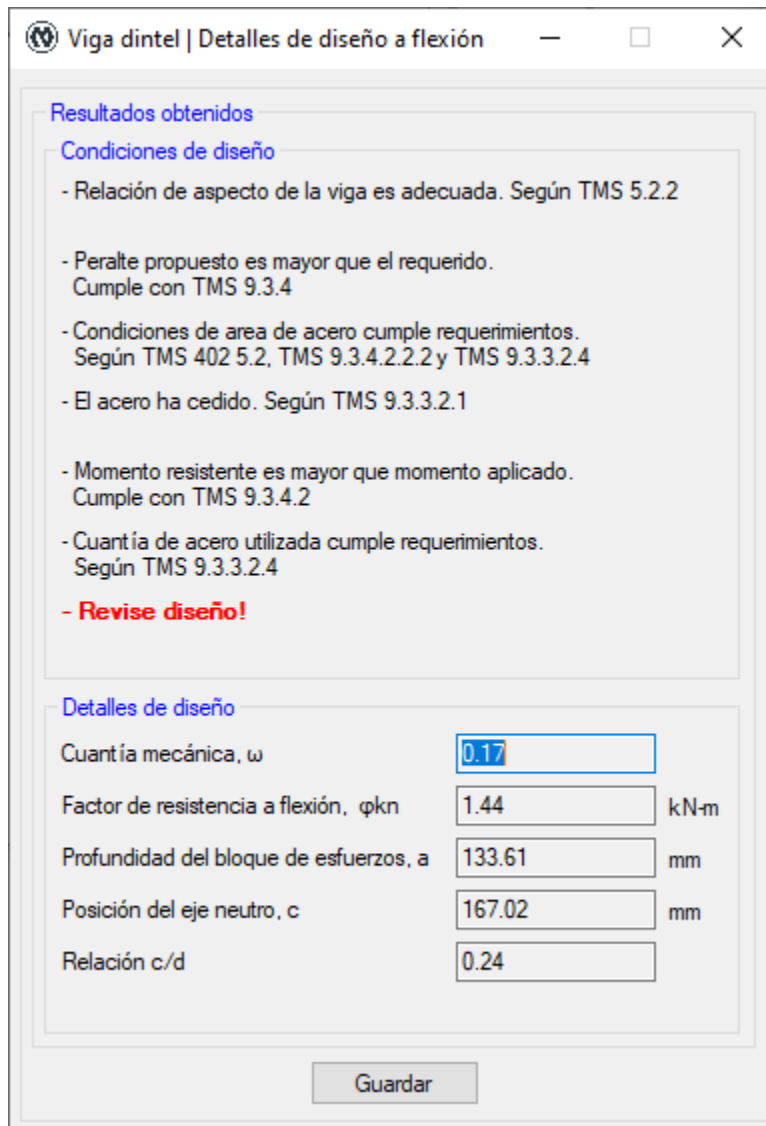 Viga dintel | Detalles de diseño a flexión
Resultados obtenidos
Condiciones de diseño
- Relación de aspecto de la viga es adecuada. Según TMS 5.2.2
- Peralte propuesto es mayor que el requerido.
Cumple con TMS 9.3.4
- Condiciones de area de acero cumple requerimientos.
Según TMS 402 5.2, TMS 9.3.4.2.2.2 y TMS 9.3.3.2.4
- El acero ha cedido. Según TMS 9.3.3.2.1
- Momento resistente es mayor que momento aplicado.
Cumple con TMS 9.3.4.2
- Cuantía de acero utilizada cumple requerimientos.
Según TMS 9.3.3.2.4
- Revise diseño!
Detalles de diseño
Cuantía mecánica, ω 0.17
Factor de resistencia a flexión, φkn 1.44 kN-m
Profundidad del bloque de esfuerzos, a 133.61 mm
Posición del eje neutro, c 167.02 mm
Relación c/d 0.24
Guardar